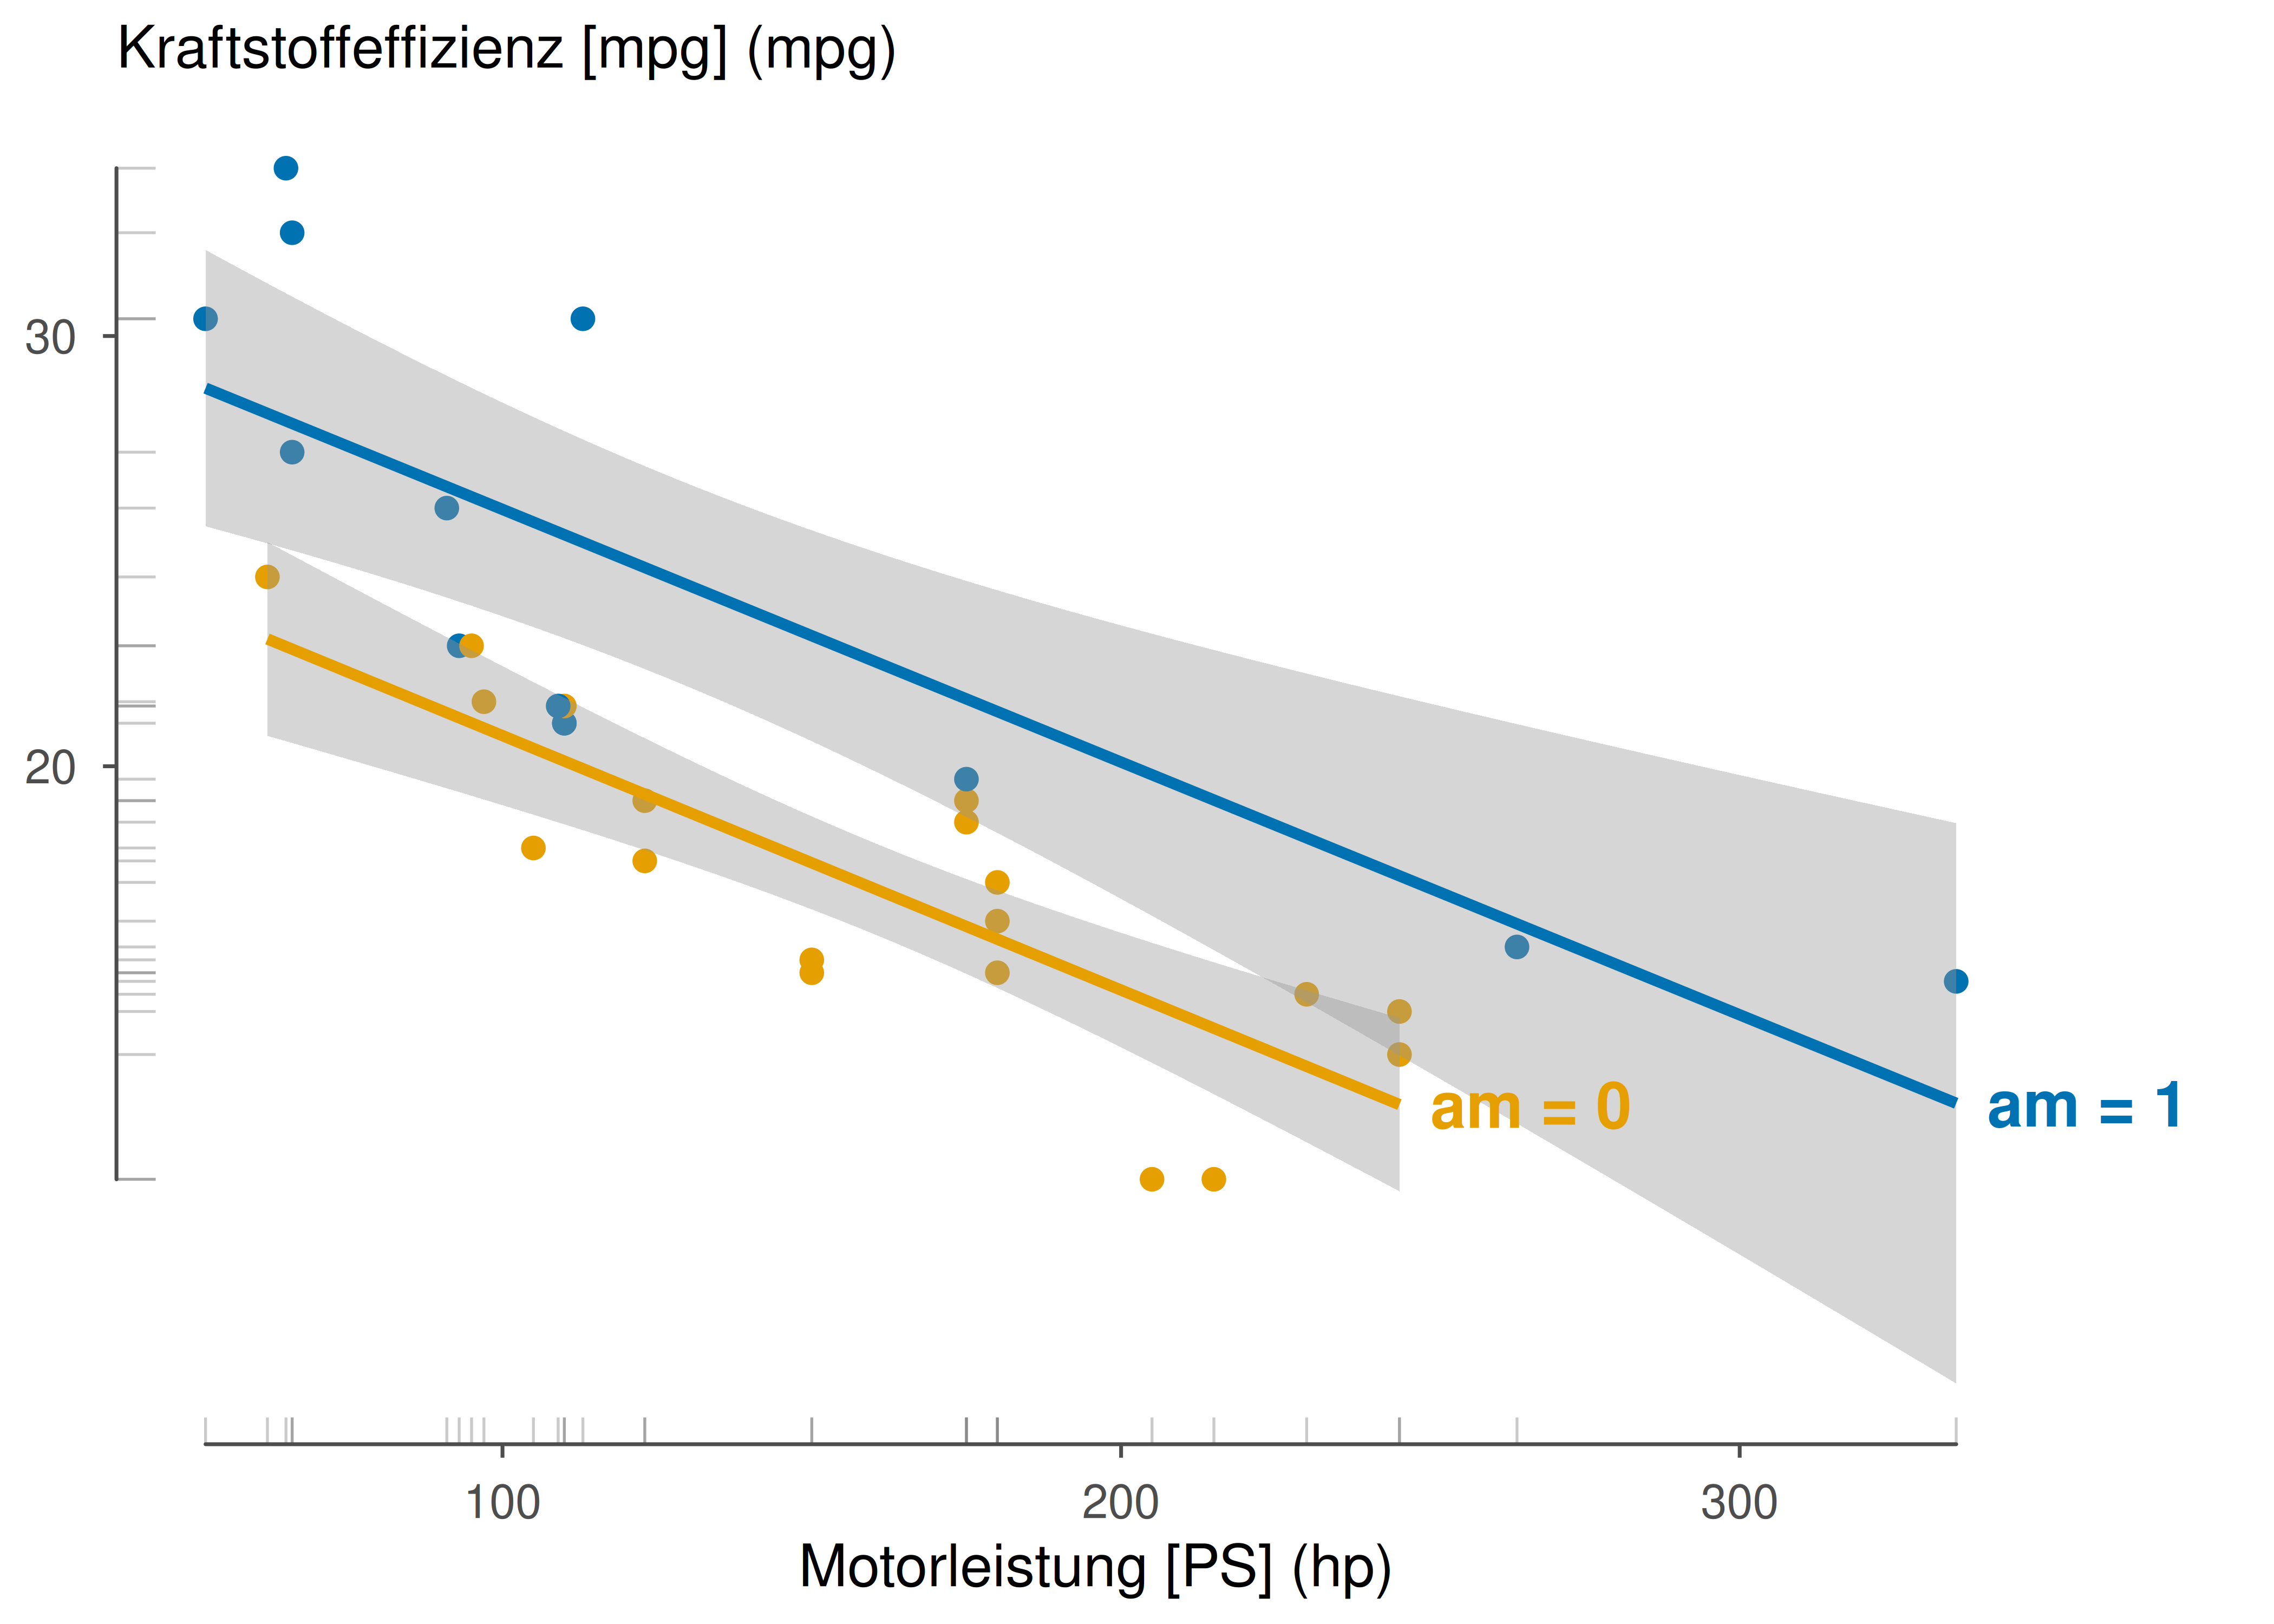 Kraftstoffeffizienz [mpg] (mpg)
30
20
am = 0
am = 1
100
200
300
Motorleistung [PS] (hp)